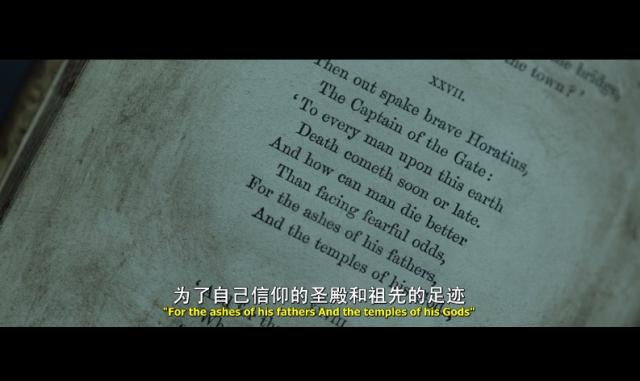 the bridge,
the town?'
XXVII.
Then out spake brave Horatius,
The Captain of the Gate:
‘To every man upon this earth
Death cometh soon or late.
And how can man die better
Than facing fearful odds,
For the ashes of his fathers,
And the temples of his
为了自己信仰的圣殿和祖先的足迹
"For the ashes of his fathers And the temples of his Gods"